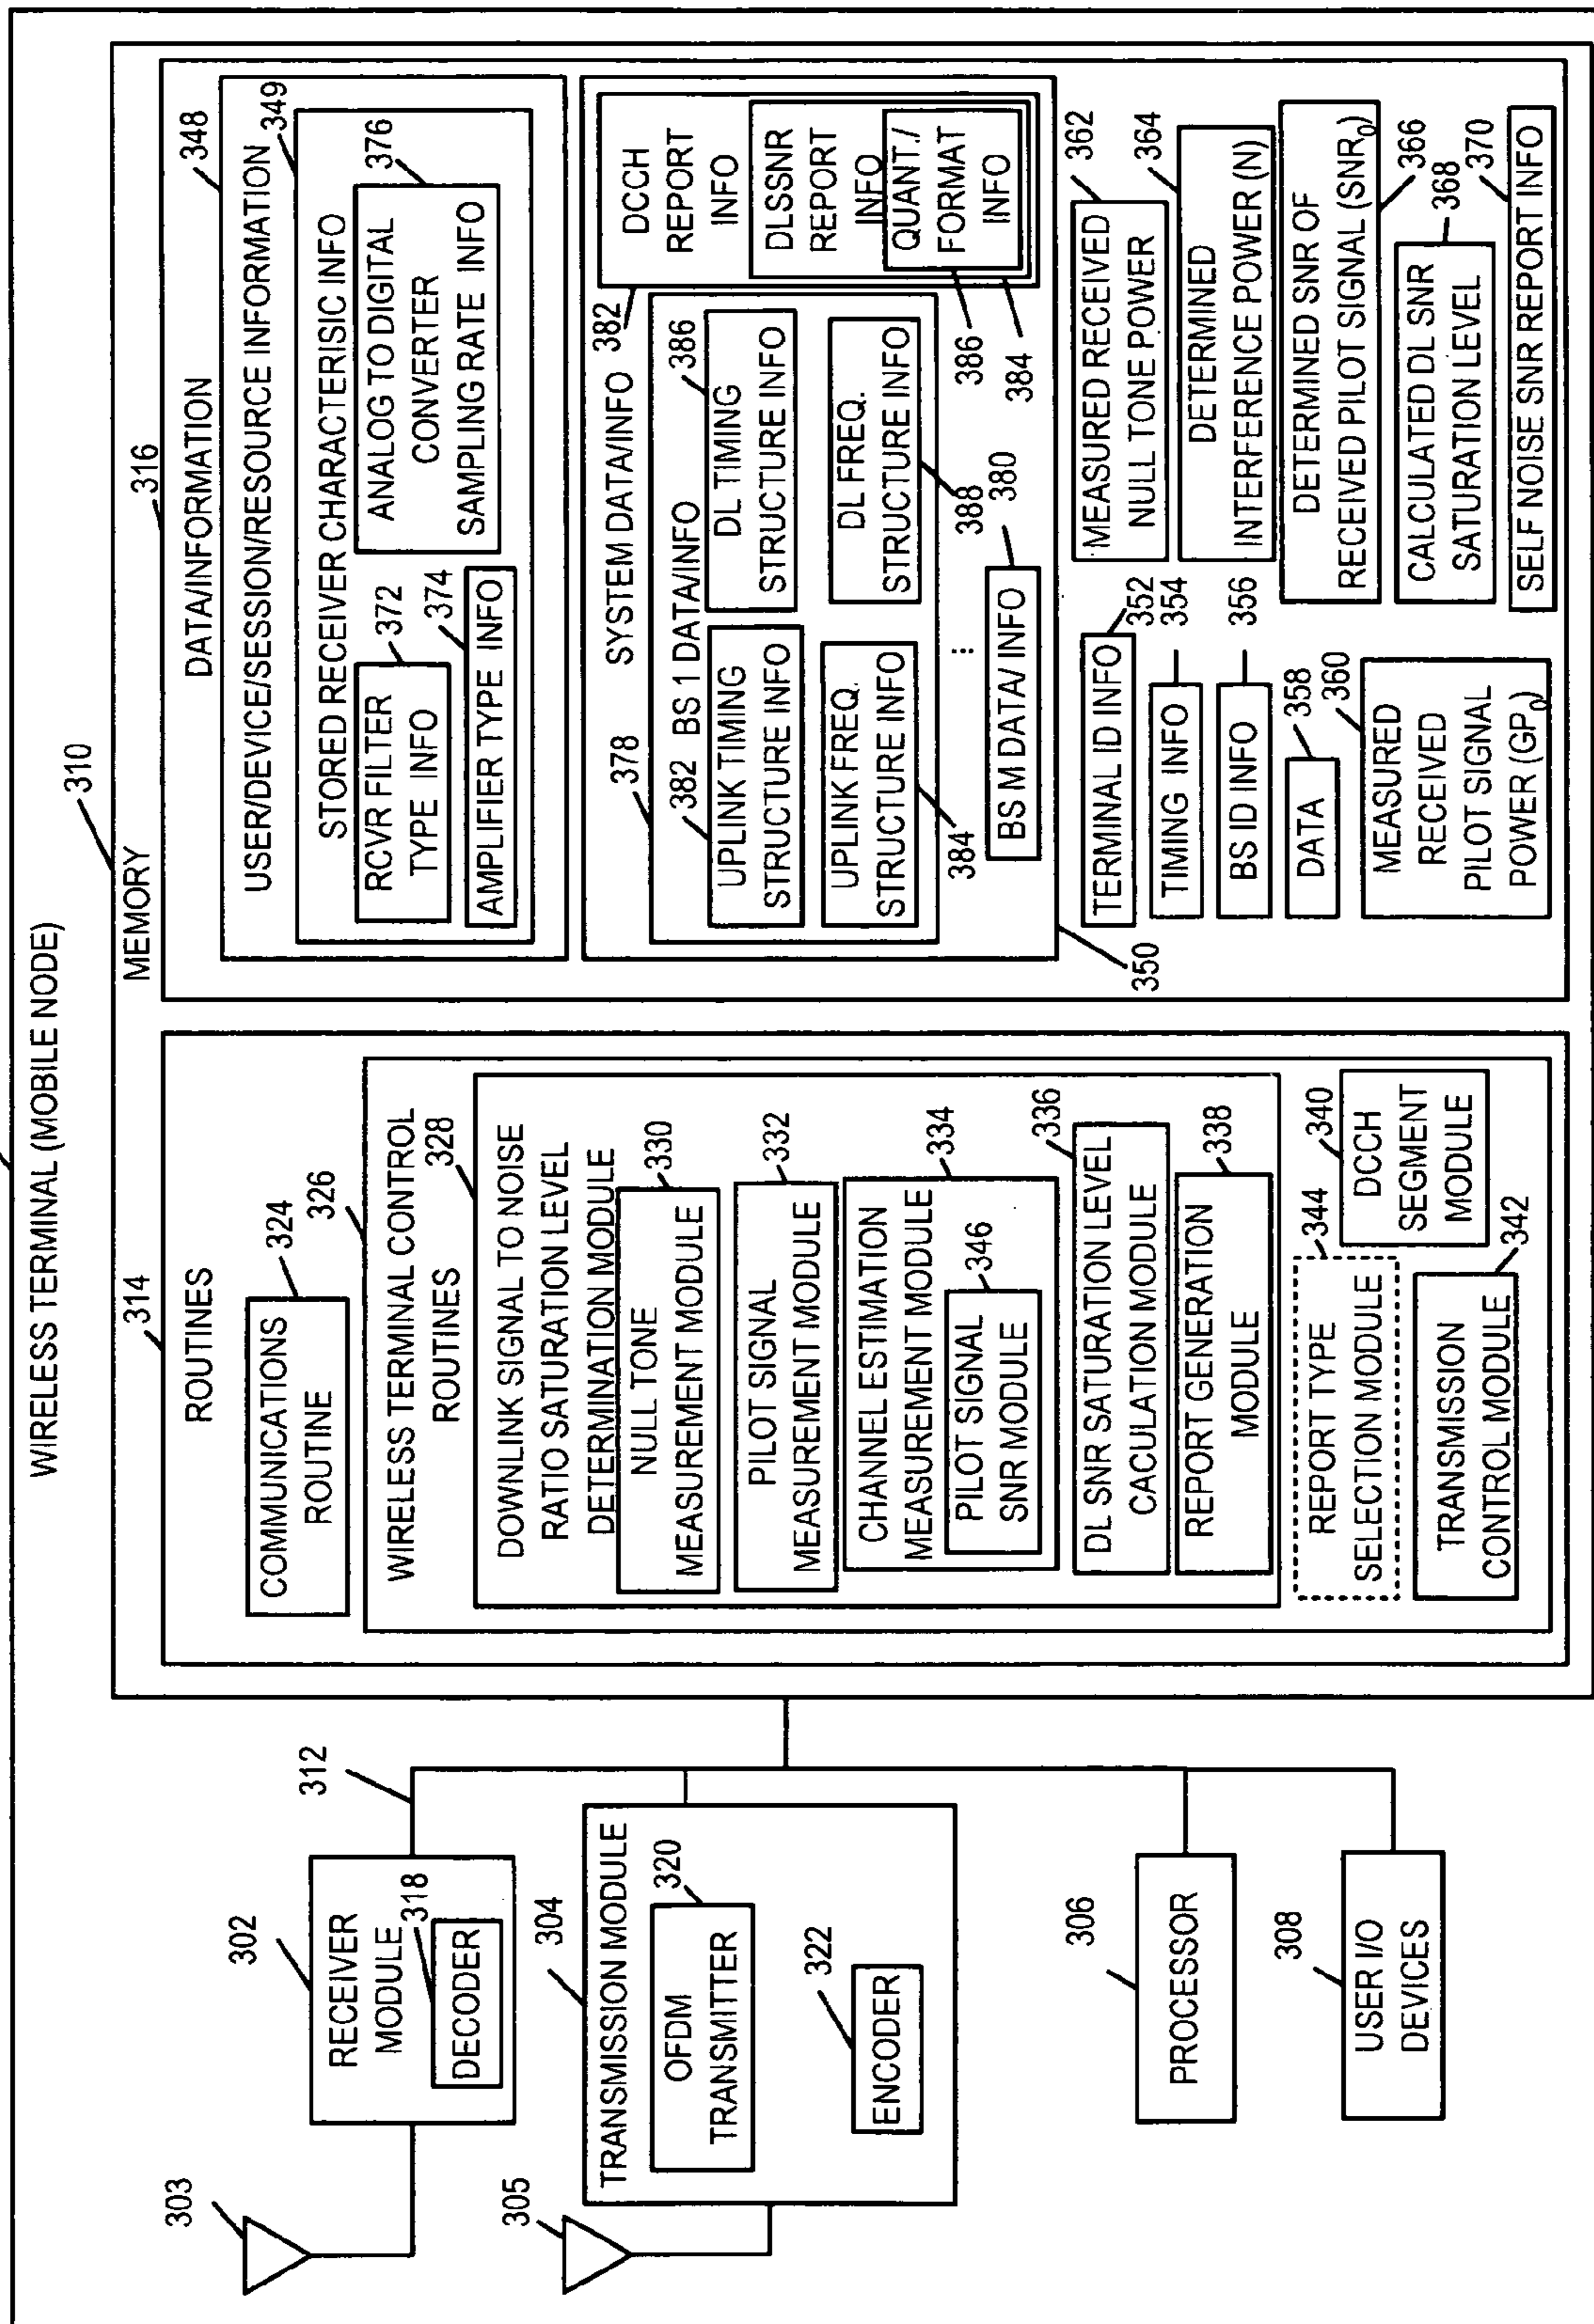 WIRELESS TERMINAL (MOBILE NODE)
303
302
RECEIVER
MODULE
318
DECODER
312
305
304
TRANSMISSION MODULE
320
OFDM
TRANSMITTER
322
ENCODER
306
PROCESSOR
308
USER I/O
DEVICES
310
MEMORY
314
ROUTINES
324
COMMUNICATIONS
ROUTINE
326
WIRELESS TERMINAL CONTROL
ROUTINES
328
DOWNLINK SIGNAL TO NOISE
RATIO SATURATION LEVEL
DETERMINATION MODULE
330
NULL TONE
MEASUREMENT MODULE
332
PILOT SIGNAL
MEASUREMENT MODULE
334
CHANNEL ESTIMATION
MEASUREMENT MODULE
346
PILOT SIGNAL
SNR MODULE
336
DL SNR SATURATION LEVEL
CACULATION MODULE
338
REPORT GENERATION
MODULE
344
REPORT TYPE
SELECTION MODULE
340
DCCH
SEGMENT
MODULE
342
TRANSMISSION
CONTROL MODULE
316
DATA/INFORMATION
348
USER/DEVICE/SESSION/RESOURCE INFORMATION
349
STORED RECEIVER CHARACTERISIC INFO
372
RCVR FILTER
TYPE INFO
374
AMPLIFIER TYPE INFO
376
ANALOG TO DIGITAL
CONVERTER
SAMPLING RATE INFO
378
SYSTEM DATA/INFO
382
BS 1 DATA/INFO
382
UPLINK TIMING
STRUCTURE INFO
386
DL TIMING
STRUCTURE INFO
UPLINK FREQ.
STRUCTURE INFO
384
DL FREQ.
STRUCTURE INFO
388
⋮
BS M DATA/ INFO
380
350
DCCH
REPORT
INFO
DLSSNR
REPORT
INFO
QUANT./
FORMAT
INFO
386
384
TERMINAL ID INFO
352
TIMING INFO
354
BS ID INFO
356
DATA
358
360
MEASURED
RECEIVED
PILOT SIGNAL
POWER (GP0)
362
MEASURED RECEIVED
NULL TONE POWER
364
DETERMINED
INTERFERENCE POWER (N)
DETERMINED SNR OF
RECEIVED PILOT SIGNAL (SNR0)
366
CALCULATED DL SNR
SATURATION LEVEL
368
SELF NOISE SNR REPORT INFO
370